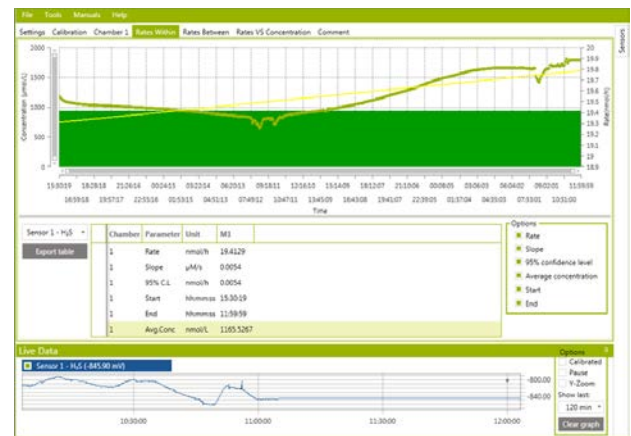 File Tools Manuals Help
Settings Calibration Chamber 1 Rates Within Rates Between Rates VS Concentration Comment
Sensors
Concentration (µmol/L)
2000
1500
1000
500
0
20
19.9
19.8
19.7
19.6
19.5
19.4
19.3
19.2
19.1
19
18.9
Rate(nmol/h)
15:30:19 18:28:18 21:26:16 00:24:15 03:22:14 06:20:13 09:18:11 12:16:10 15:14:09 18:12:07 21:10:06 00:08:05 03:06:03 06:04:02 09:02:01 11:59:59
16:59:18 19:57:17 22:55:16 01:53:15 04:51:13 07:49:12 10:47:11 13:45:09 16:43:08 19:41:07 22:39:05 01:37:04 04:35:03 07:33:01 10:31:00
Time
Sensor 1 - H₂S
Export table
Chamber Parameter Unit M1
1 Rate nmol/h 19.4129
1 Slope µM/s 0.0054
1 95% C.L 0.0054
1 Start hh:mm:ss 15:30:19
1 End hh:mm:ss 11:59:59
1 Avg.Conc nmol/L 1165.5267
Options
Rate
Slope
95% confidence level
Average concentration
Start
End
Live Data
Sensor 1 - H₂S (-845.90 mV)
-800.00
-840.00
10:30:00 11:00:00 11:30:00 12:00:00
Options
Calibrated
Pause
Y-Zoom
Show last:
120 min
Clear graph